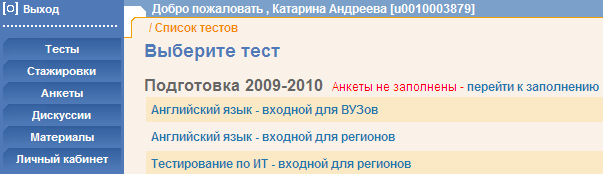 Выход
Добро пожаловать , Катарина Андреева [u0010003879]
/ Список тестов
Выберите тест
Тесты
Стажировки
Анкеты
Дискуссии
Материалы
Личный кабинет
Подготовка 2009-2010 Анкеты не заполнены - перейти к заполнению
Английский язык - входной для ВУЗов
Английский язык - входной для регионов
Тестирование по ИТ - входной для регионов